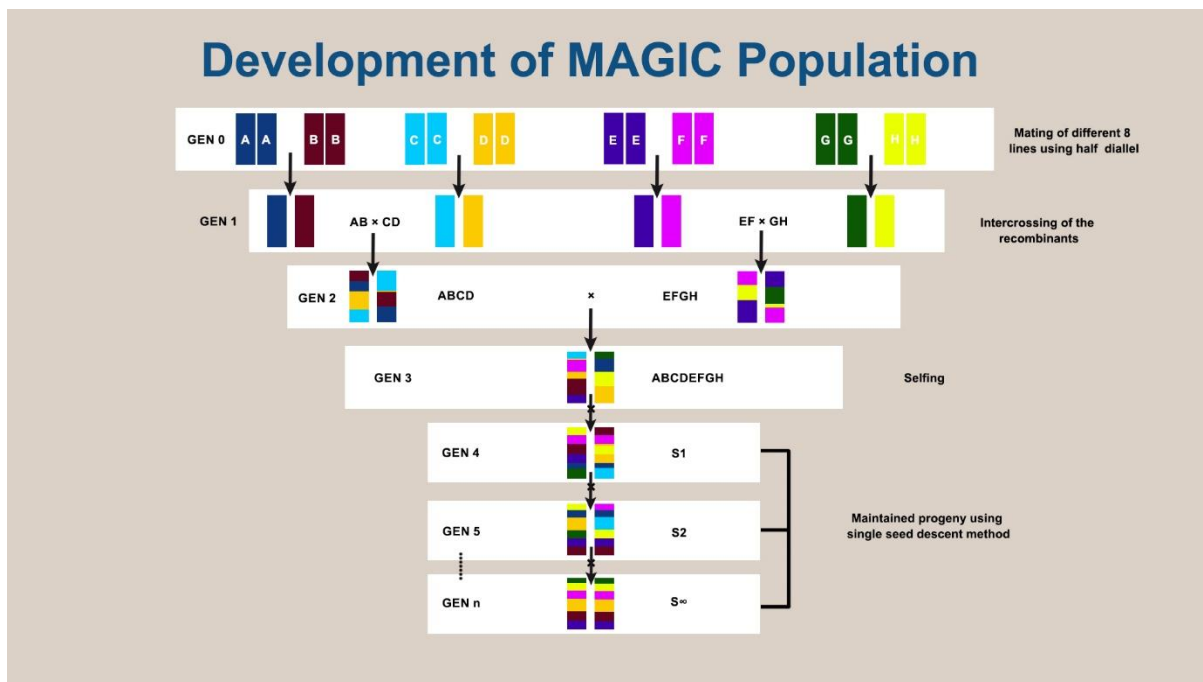 Development of MAGIC Population
GEN 0
A A B B C C D D E E F F G G H H
Mating of different 8
lines using half diallel
GEN 1
AB × CD
EF × GH
Intercrossing of the
recombinants
GEN 2
ABCD
×
EFGH
GEN 3
ABCDEFGH
Selfing
×
GEN 4
S1
×
GEN 5
S2
Maintained progeny using
single seed descent method
×
GEN n
S∞